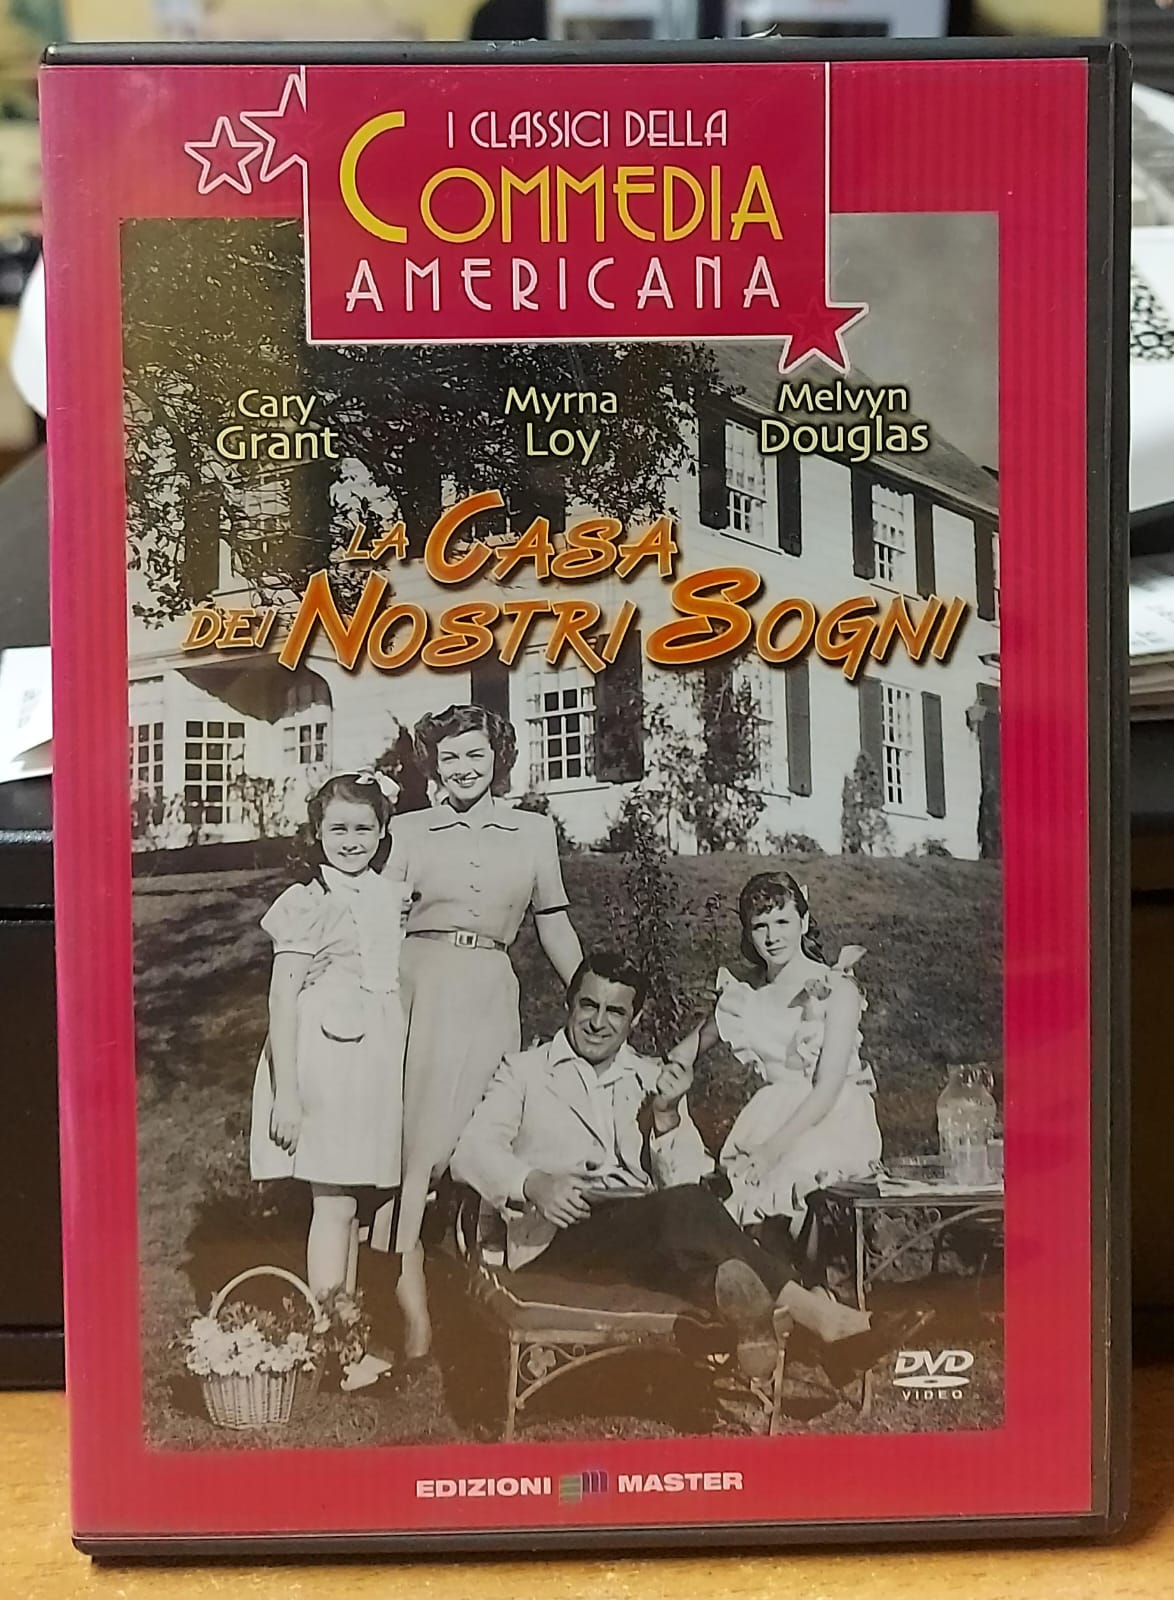 I CLASSICI DELLA
COMMEDIA
AMERICANA
Cary Grant
Myrna Loy
Melvyn Douglas
LA CASA
DEI NOSTRI SOGNI
DVD
VIDEO
EDIZIONI MASTER